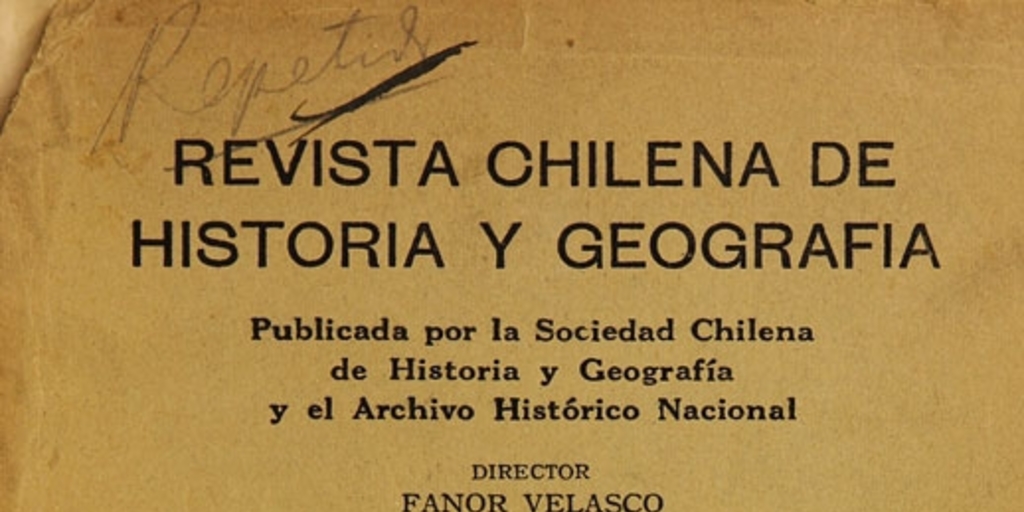 Repetido
REVISTA CHILENA DE
HISTORIA Y GEOGRAFIA
Publicada por la Sociedad Chilena
de Historia y Geografía
y el Archivo Histórico Nacional
DIRECTOR
FANOR VELASCO